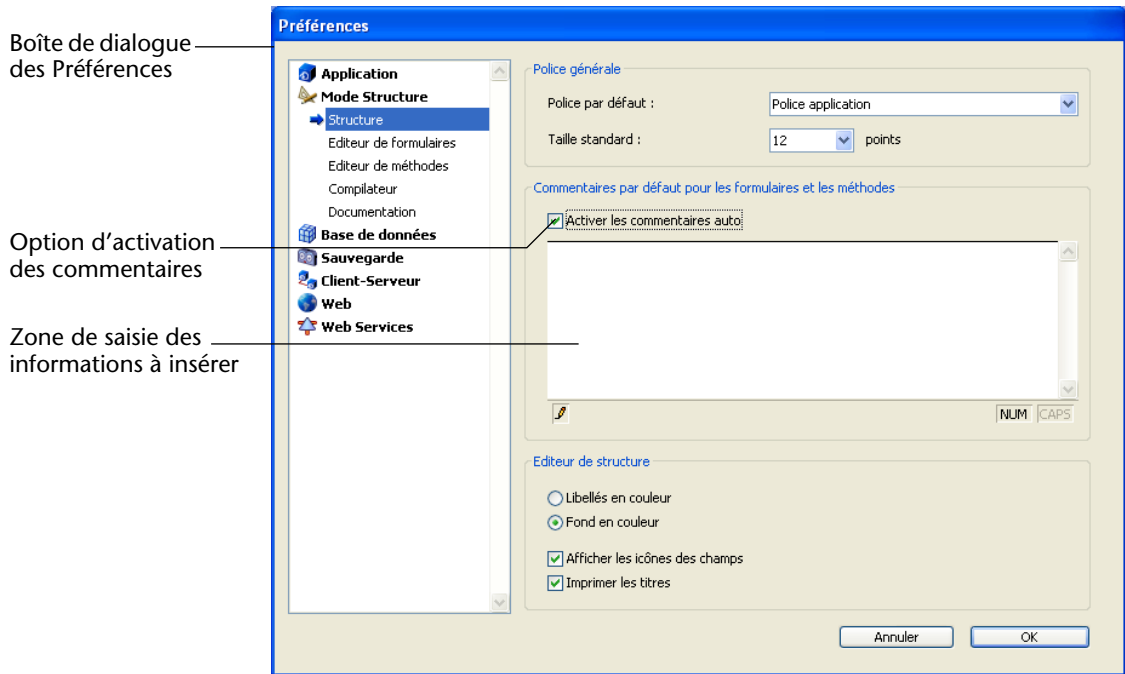 Préférences
Boîte de dialogue
des Préférences
Option d’activation
des commentaires
Zone de saisie des
informations à insérer
Application
Mode Structure
Structure
Editeur de formulaires
Editeur de méthodes
Compilateur
Documentation
Base de données
Sauvegarde
Client-Serveur
Web
Web Services
Police générale
Police par défaut :
Police application
Taille standard :
12
points
Commentaires par défaut pour les formulaires et les méthodes
Activer les commentaires auto
NUM
CAPS
Editeur de structure
Libellés en couleur
Fond en couleur
Afficher les icônes des champs
Imprimer les titres
Annuler
OK